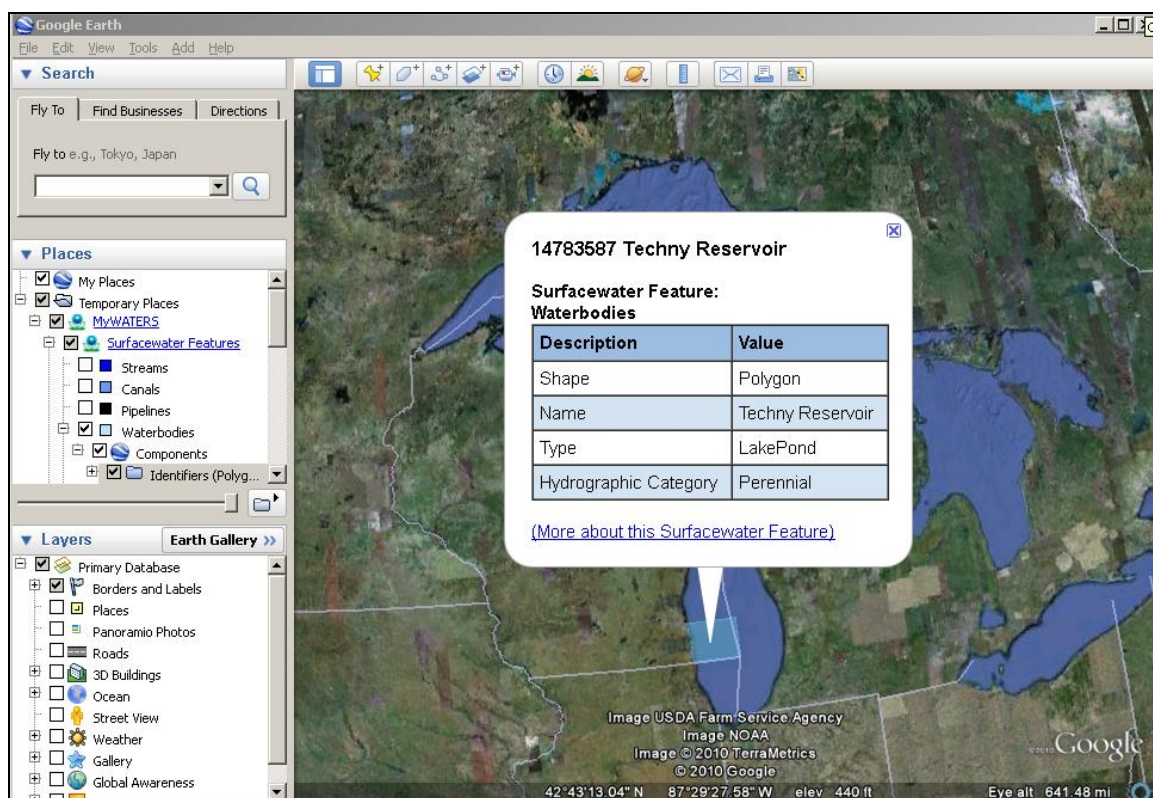 Google Earth
File Edit View Tools Add Help
Search
Fly To Find Businesses Directions
Fly to e.g., Tokyo, Japan
Places
My Places
Temporary Places
MyWATERS
Surfacewater Features
Streams
Canals
Pipelines
Waterbodies
Components
Identifiers (Polyg...
Layers Earth Gallery >>
Primary Database
Borders and Labels
Places
Panoramio Photos
Roads
3D Buildings
Ocean
Street View
Weather
Gallery
Global Awareness
14783587 Techny Reservoir
Surfacewater Feature:
Waterbodies
Description Value
Shape Polygon
Name Techny Reservoir
Type LakePond
Hydrographic Category Perennial
(More about this Surfacewater Feature)
Image USDA Farm Service Agency
Image NOAA
Image © 2010 TerraMetrics
© 2010 Google
©2010 Google
42°43'13.04" N 87°29'27.58" W elev 440 ft Eye alt 641.48 mi